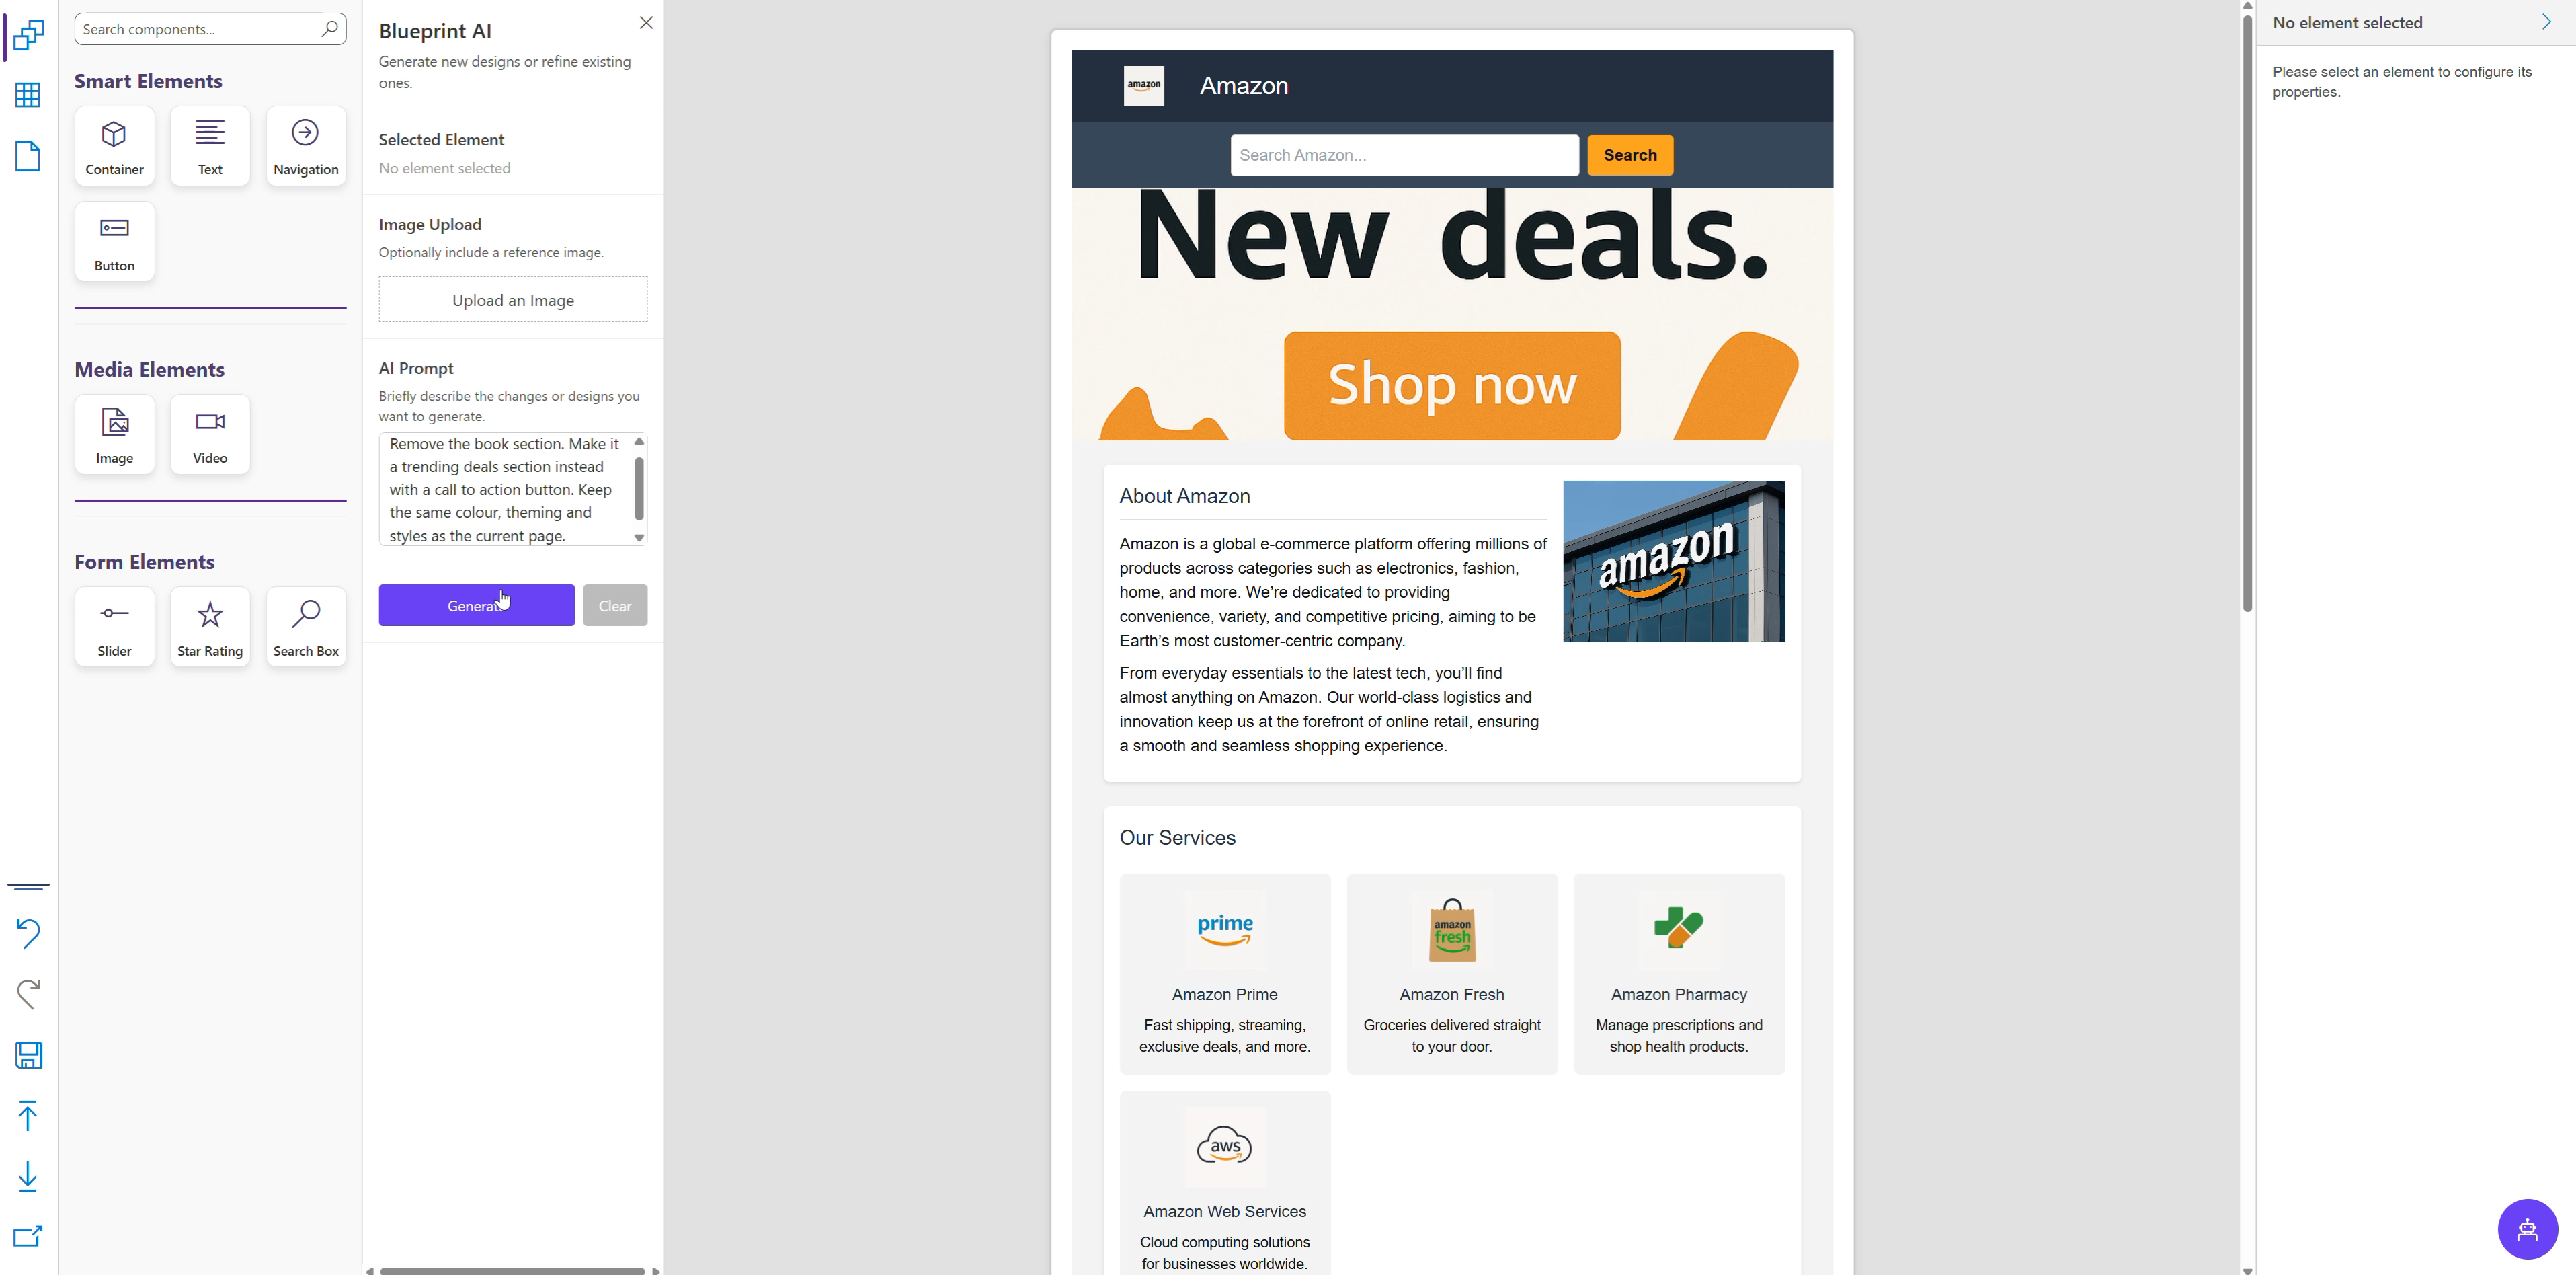 Search components...
Smart Elements
Container
Text
Navigation
Button
Media Elements
Image
Video
Form Elements
Slider
Star Rating
Search Box
Blueprint AI
Generate new designs or refine existing
ones.
Selected Element
No element selected
Image Upload
Optionally include a reference image.
Upload an Image
AI Prompt
Briefly describe the changes or designs you
want to generate.
Remove the book section. Make it
a trending deals section instead
with a call to action button. Keep
the same colour, theming and
styles as the current page.
Generate
Clear
amazon
Amazon
Search Amazon...
Search
New deals.
Shop now
About Amazon
Amazon is a global e-commerce platform offering millions of
products across categories such as electronics, fashion,
home, and more. We're dedicated to providing
convenience, variety, and competitive pricing, aiming to be
Earth's most customer-centric company.
From everyday essentials to the latest tech, you'll find
almost anything on Amazon. Our world-class logistics and
innovation keep us at the forefront of online retail, ensuring
a smooth and seamless shopping experience.
amazon
Our Services
prime
Amazon Prime
Fast shipping, streaming,
exclusive deals, and more.
amazon
fresh
Amazon Fresh
Groceries delivered straight
to your door.
Amazon Pharmacy
Manage prescriptions and
shop health products.
aws
Amazon Web Services
Cloud computing solutions
for businesses worldwide.
No element selected
Please select an element to configure its
properties.